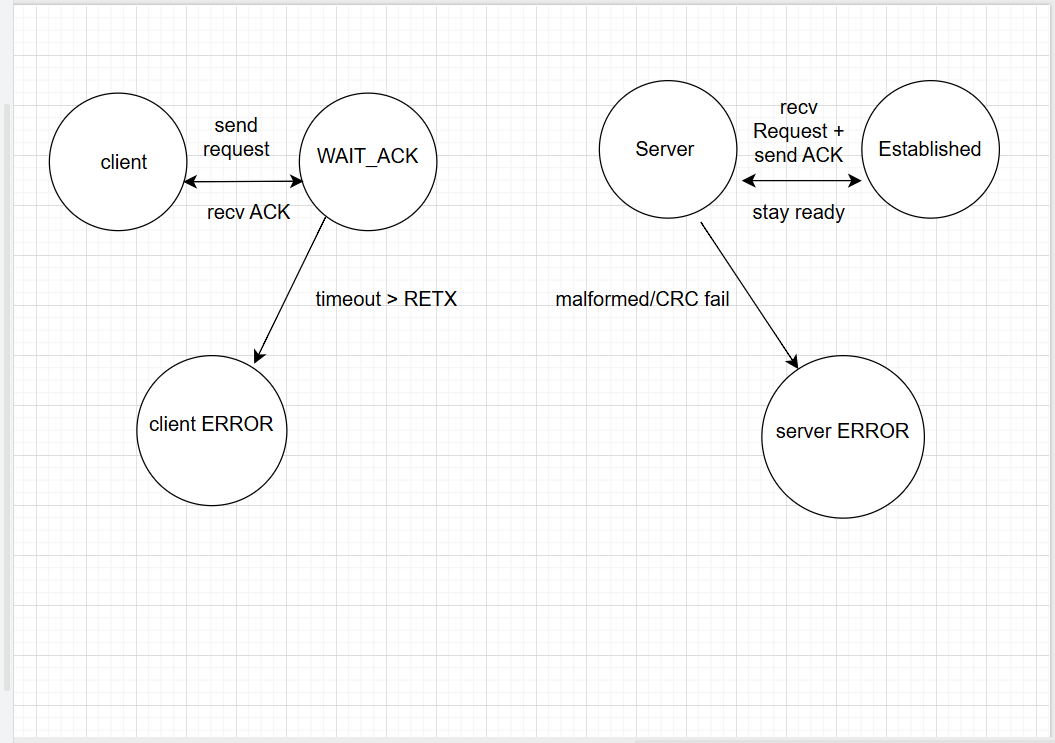 client
send
request
recv ACK
WAIT_ACK
timeout > RETX
client ERROR
Server
recv
Request +
send ACK
stay ready
Established
malformed/CRC fail
server ERROR